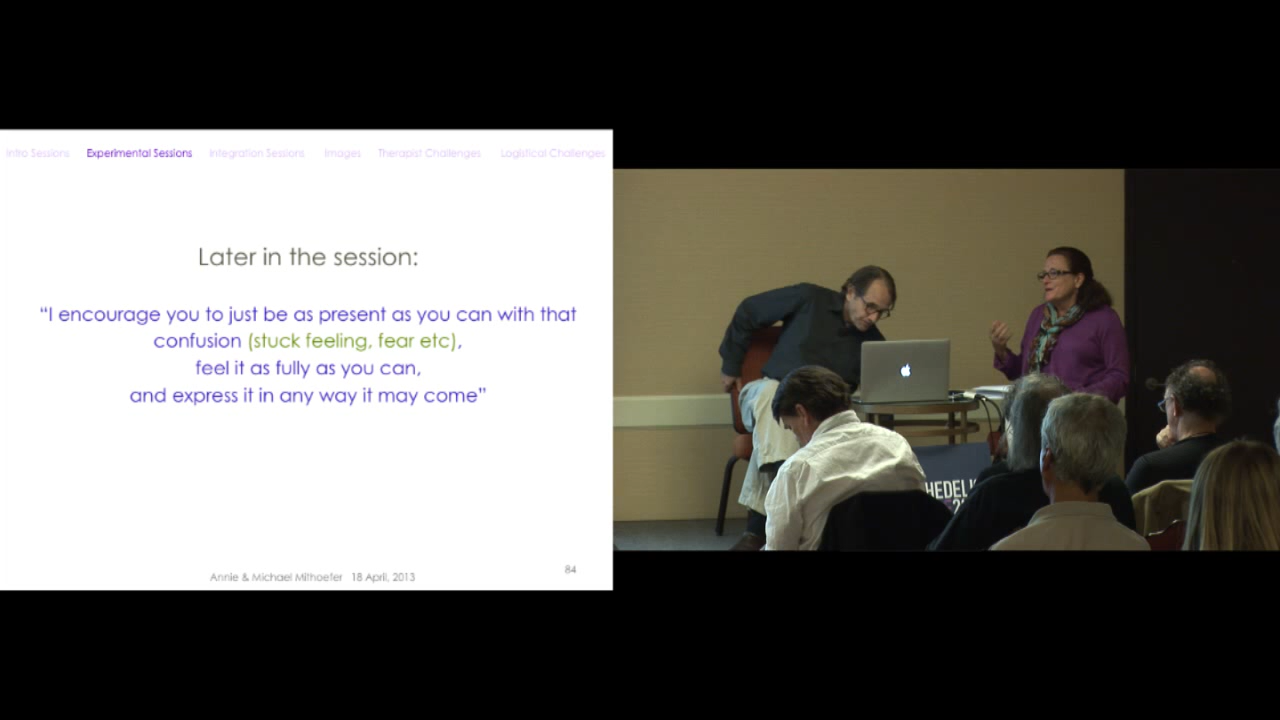 Intro Sessions Experimental Sessions Integration Sessions Images Therapist Challenges Logistical Challenges
Later in the session:
“I encourage you to just be as present as you can with that
confusion (stuck feeling, fear etc),
feel it as fully as you can,
and express it in any way it may come”
Annie & Michael Mithoefer 18 April, 2013
84
HEDELI